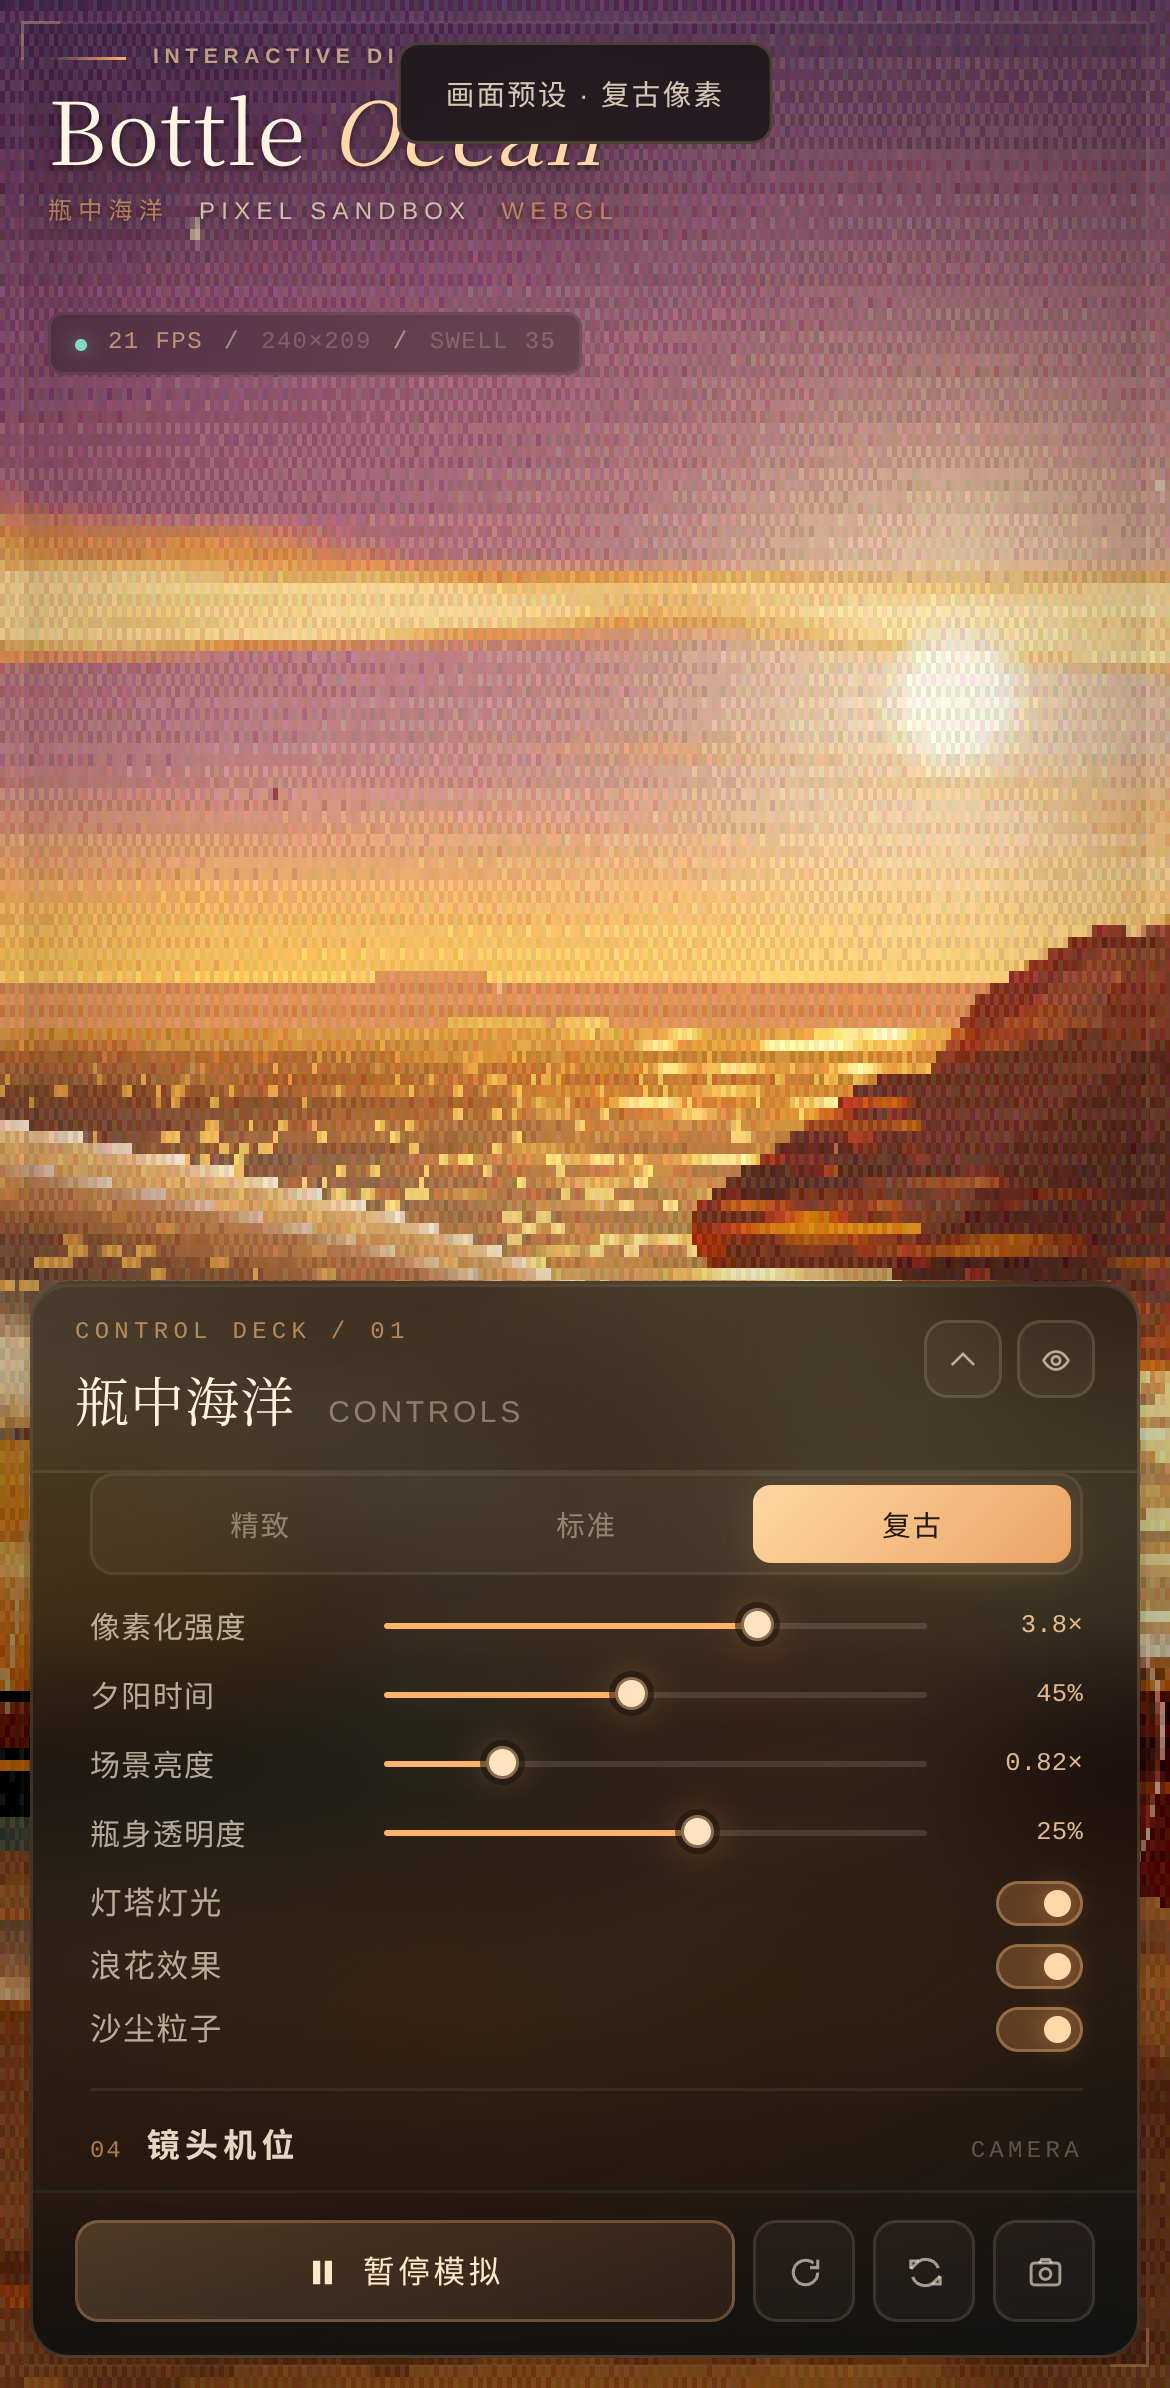 INTERACTIVE DI
画面预设 · 复古像素
Bottle Ocean
瓶中海洋 PIXEL SANDBOX WEBGL
21 FPS / 240×209 / SWELL 35
CONTROL DECK / 01
瓶中海洋 CONTROLS
精致 标准 复古
像素化强度 3.8×
夕阳时间 45%
场景亮度 0.82×
瓶身透明度 25%
灯塔灯光
浪花效果
沙尘粒子
04 镜头机位 CAMERA
暂停模拟